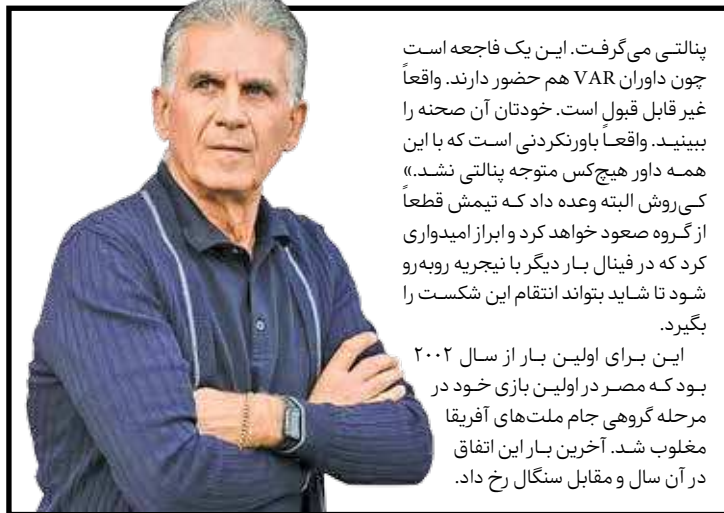 پنالتی می‌گرفت. این یک فاجعه است
چون داوران VAR هم حضور دارند. واقعاً
غیر قابل قبول است. خودتان آن صحنه را
ببینید. واقعاً باورنکردنی است که با این
همه داور هیچ‌کس متوجه پنالتی نشد.»
کی‌روش البته وعده داد که تیمش قطعاً
از گروه صعود خواهد کرد و ابراز امیدواری
کرد که در فینال بار دیگر با نیجریه روبه‌رو
شود تا شاید بتواند انتقام این شکست را
بگیرد.
این برای اولین بار از سال ۲۰۰۲
بود که مصر در اولین بازی خود در
مرحله گروهی جام ملت‌های آفریقا
مغلوب شد. آخرین بار این اتفاق
در آن سال و مقابل سنگال رخ داد.